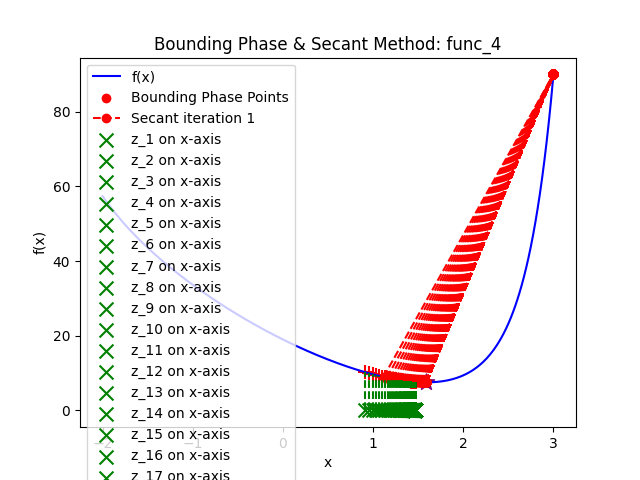 Bounding Phase & Secant Method: func_4
f(x)
Bounding Phase Points
Secant iteration 1
z_1 on x-axis
z_2 on x-axis
z_3 on x-axis
z_4 on x-axis
z_5 on x-axis
z_6 on x-axis
z_7 on x-axis
z_8 on x-axis
z_9 on x-axis
z_10 on x-axis
z_11 on x-axis
z_12 on x-axis
z_13 on x-axis
z_14 on x-axis
z_15 on x-axis
z_16 on x-axis
z_17 on x-axis
80
60
40
20
0
f(x)
−2 −1 0 1 2 3
x